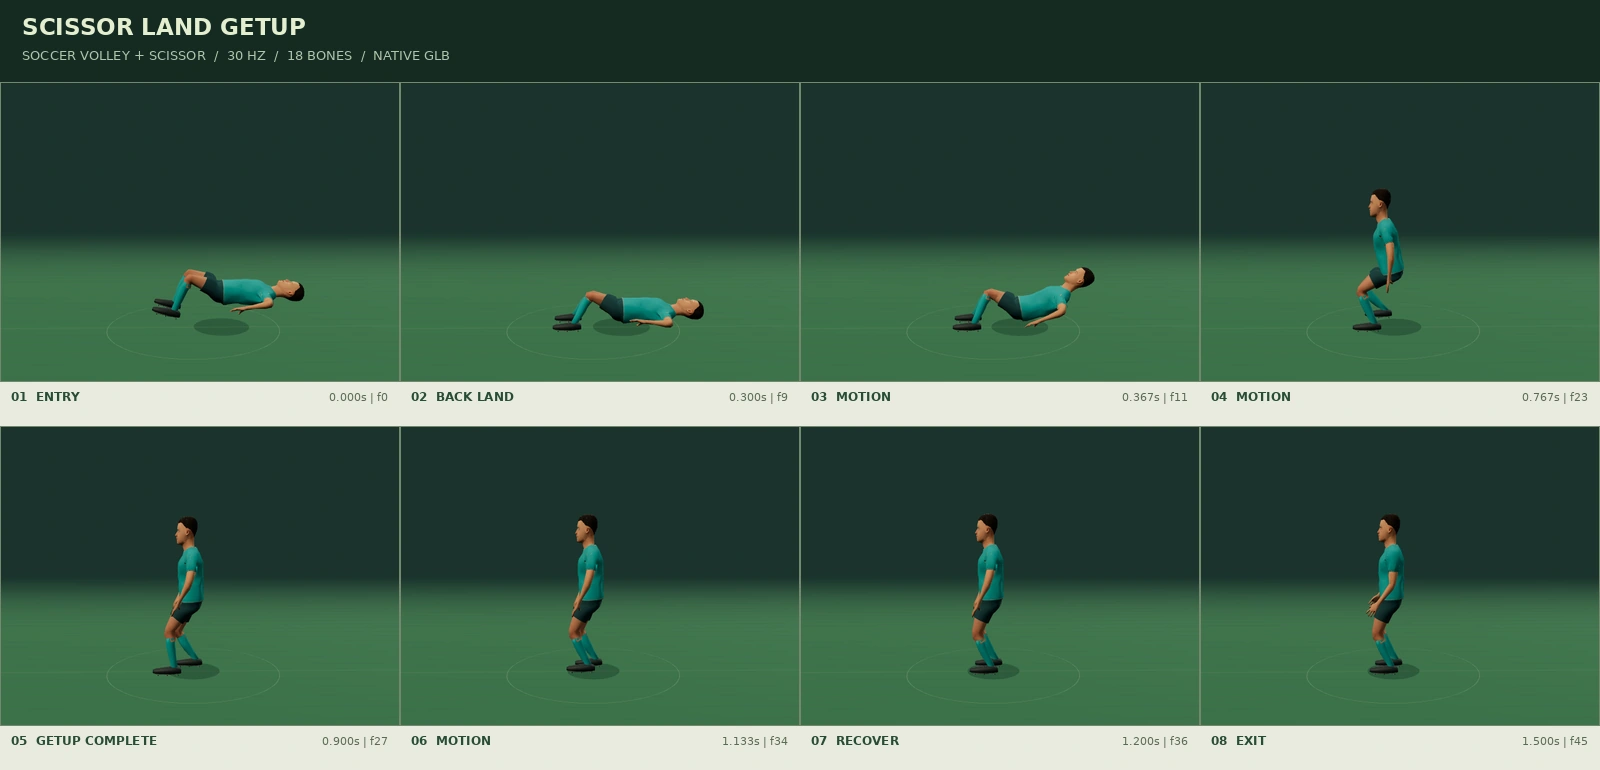 SCISSOR LAND GETUP
SOCCER VOLLEY + SCISSOR / 30 HZ / 18 BONES / NATIVE GLB
01 ENTRY 0.000s | f0
02 BACK LAND 0.300s | f9
03 MOTION 0.367s | f11
04 MOTION 0.767s | f23
05 GETUP COMPLETE 0.900s | f27
06 MOTION 1.133s | f34
07 RECOVER 1.200s | f36
08 EXIT 1.500s | f45